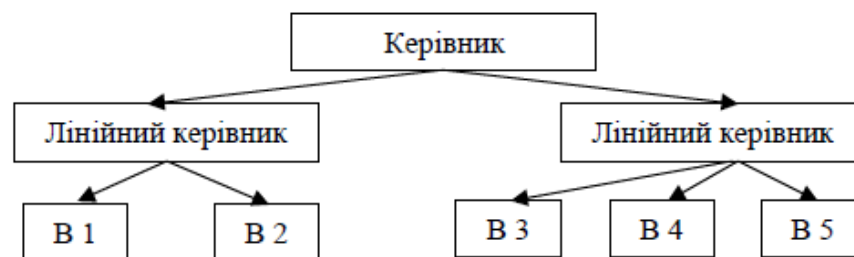 Керівник
Лінійний керівник
Лінійний керівник
В 1
В 2
В 3
В 4
В 5